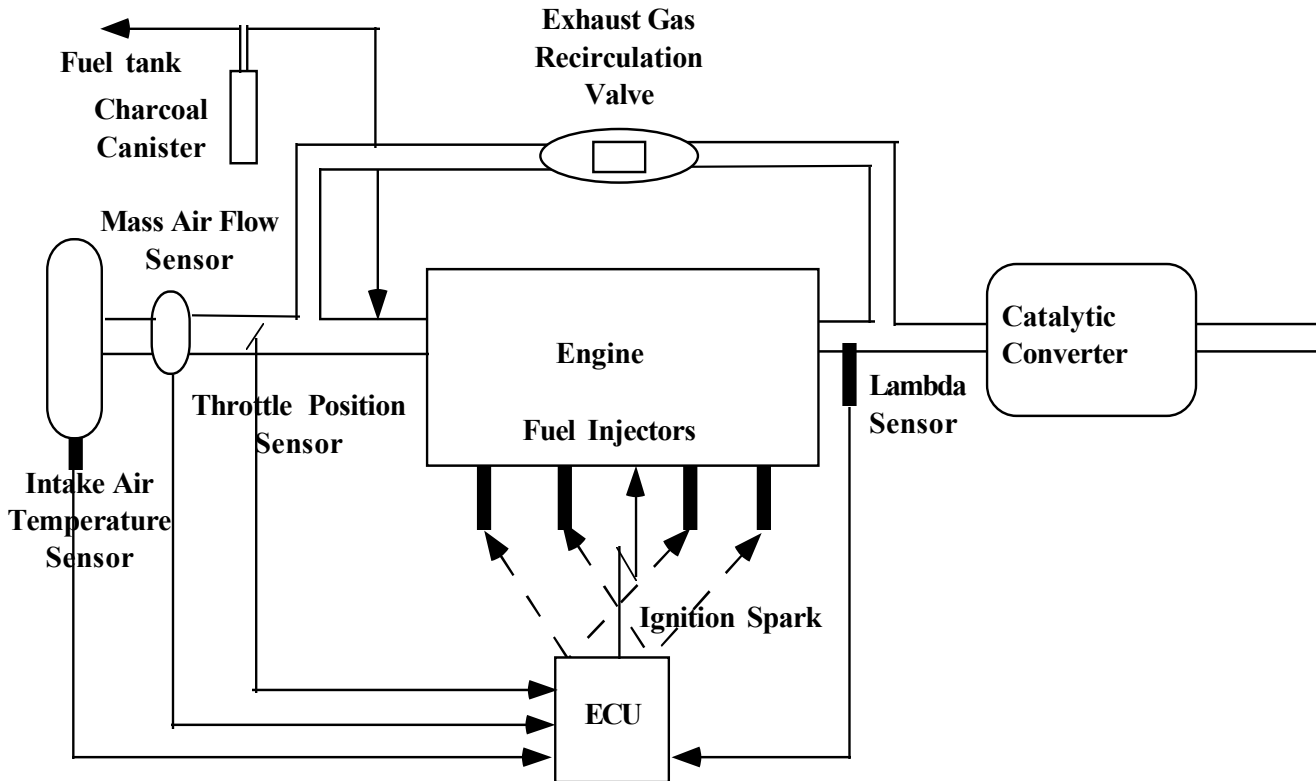 Exhaust Gas
Recirculation
Valve
Fuel tank
Charcoal
Canister
Mass Air Flow
Sensor
Engine
Catalytic
Converter
Throttle Position
Sensor
Fuel Injectors
Lambda
Sensor
Intake Air
Temperature
Sensor
Ignition Spark
ECU